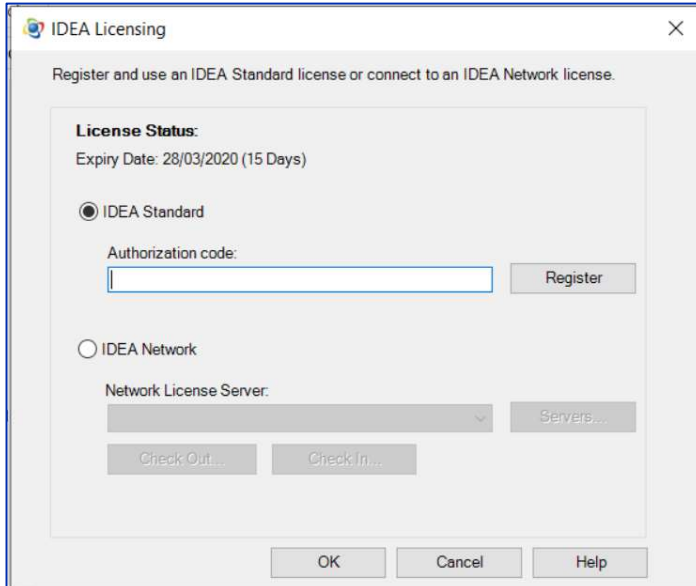 IDEA Licensing
Register and use an IDEA Standard license or connect to an IDEA Network license.
License Status:
Expiry Date: 28/03/2020 (15 Days)
IDEA Standard
Authorization code:
Register
IDEA Network
Network License Server:
Servers...
Check Out... Check In...
OK Cancel Help